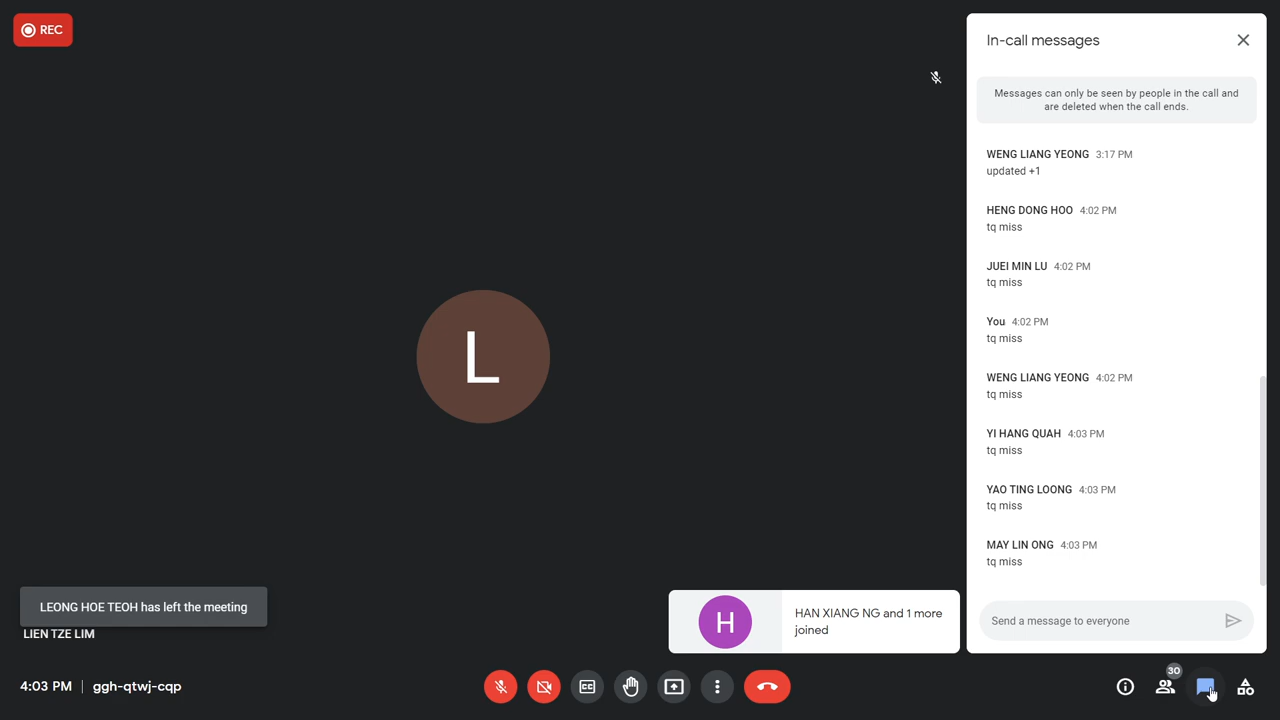 REC
In-call messages
Messages can only be seen by people in the call and
are deleted when the call ends.
WENG LIANG YEONG 3:17 PM
updated +1
HENG DONG HOO 4:02 PM
tq miss
JUEI MIN LU 4:02 PM
tq miss
You 4:02 PM
tq miss
WENG LIANG YEONG 4:02 PM
tq miss
YI HANG QUAH 4:03 PM
tq miss
YAO TING LOONG 4:03 PM
tq miss
MAY LIN ONG 4:03 PM
tq miss
Send a message to everyone
L
LEONG HOE TEOH has left the meeting
LIEN TZE LIM
H
HAN XIANG NG and 1 more
joined
4:03 PM | ggh-qtwj-cqp
30